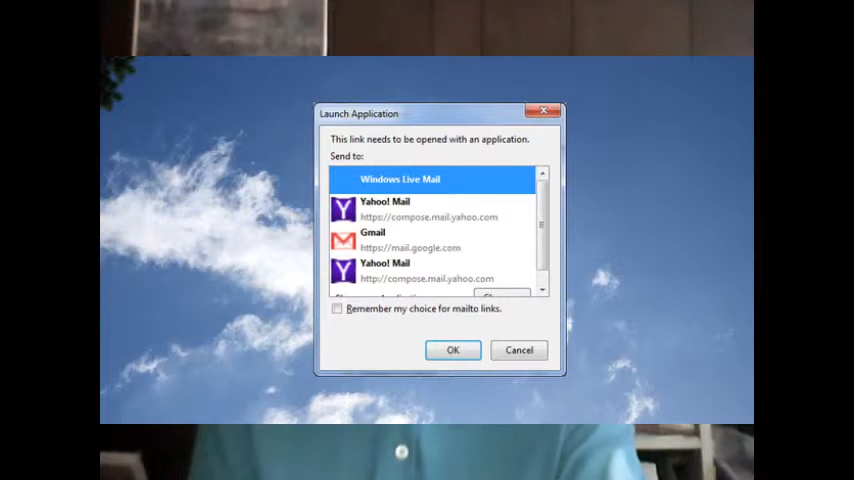 Launch Application
This link needs to be opened with an application.
Send to:
Windows Live Mail
Yahoo! Mail
https://compose.mail.yahoo.com
Gmail
https://mail.google.com
Yahoo! Mail
http://compose.mail.yahoo.com
Remember my choice for mailto links.
OK
Cancel